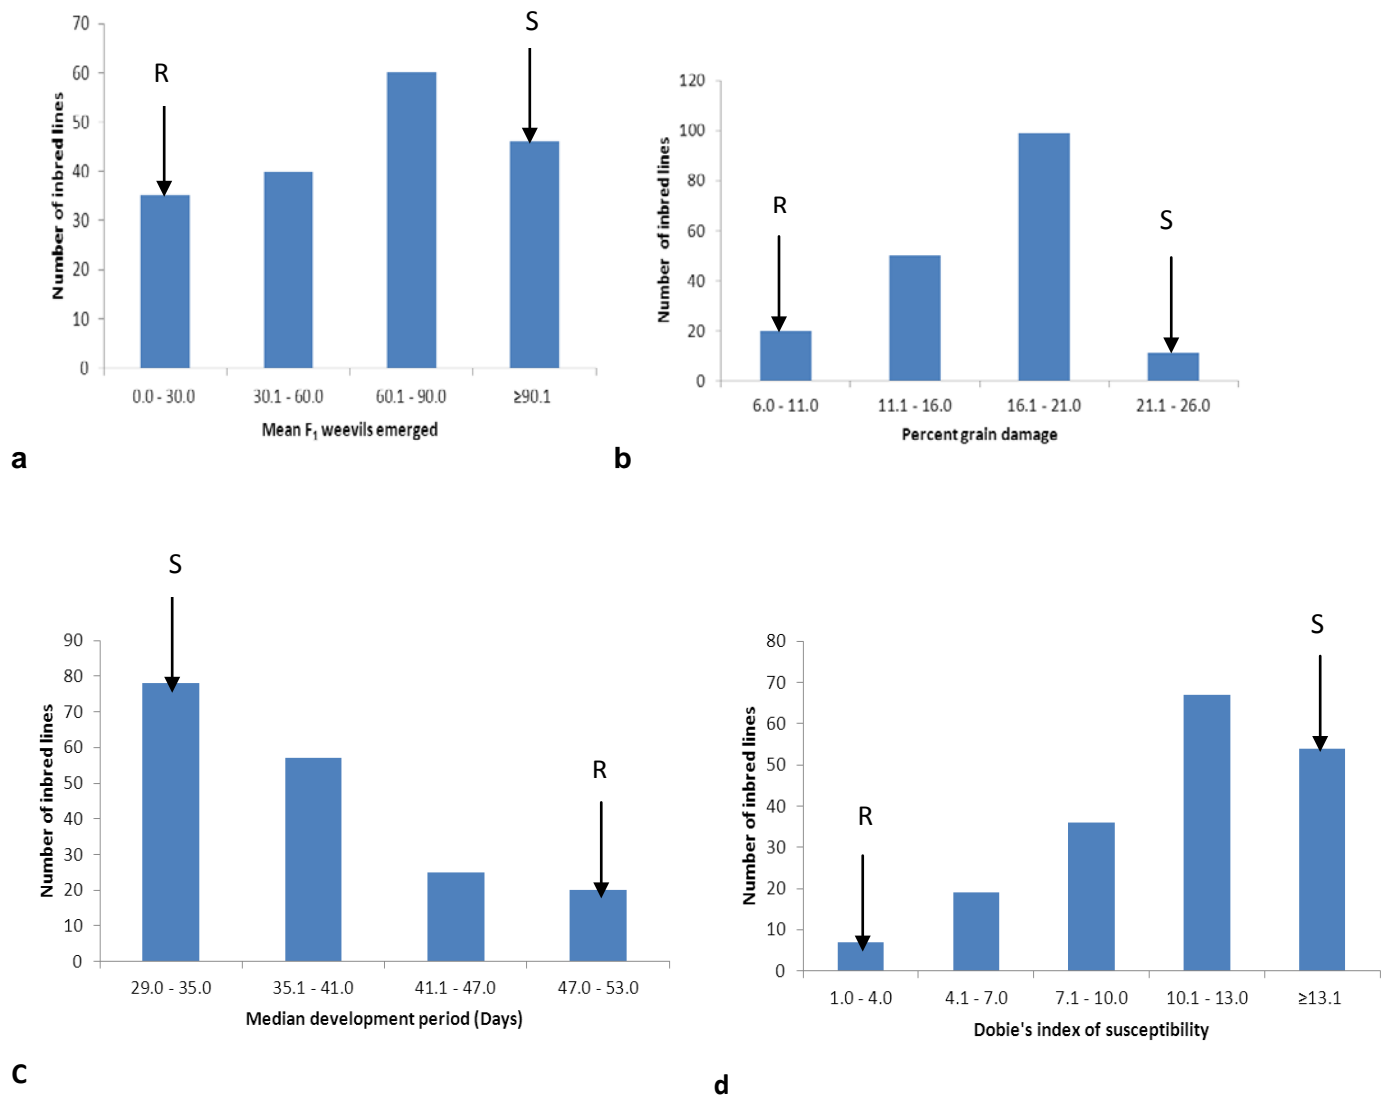 R
S
70
60
50
40
30
20
10
0
Number of inbred lines
0.0 - 30.0 30.1 - 60.0 60.1 - 90.0 ≥90.1
Mean F₁ weevils emerged
a
R
S
120
100
80
60
40
20
0
Number of inbred lines
6.0 - 11.0 11.1 - 16.0 16.1 - 21.0 21.1 - 26.0
Percent grain damage
b
S
R
90
80
70
60
50
40
30
20
10
0
Number of inbred lines
29.0 - 35.0 35.1 - 41.0 41.1 - 47.0 47.0 - 53.0
Median development period (Days)
C
R
S
80
70
60
50
40
30
20
10
0
Number of inbred lines
1.0 - 4.0 4.1 - 7.0 7.1 - 10.0 10.1 - 13.0 ≥13.1
Dobie's index of susceptibility
d